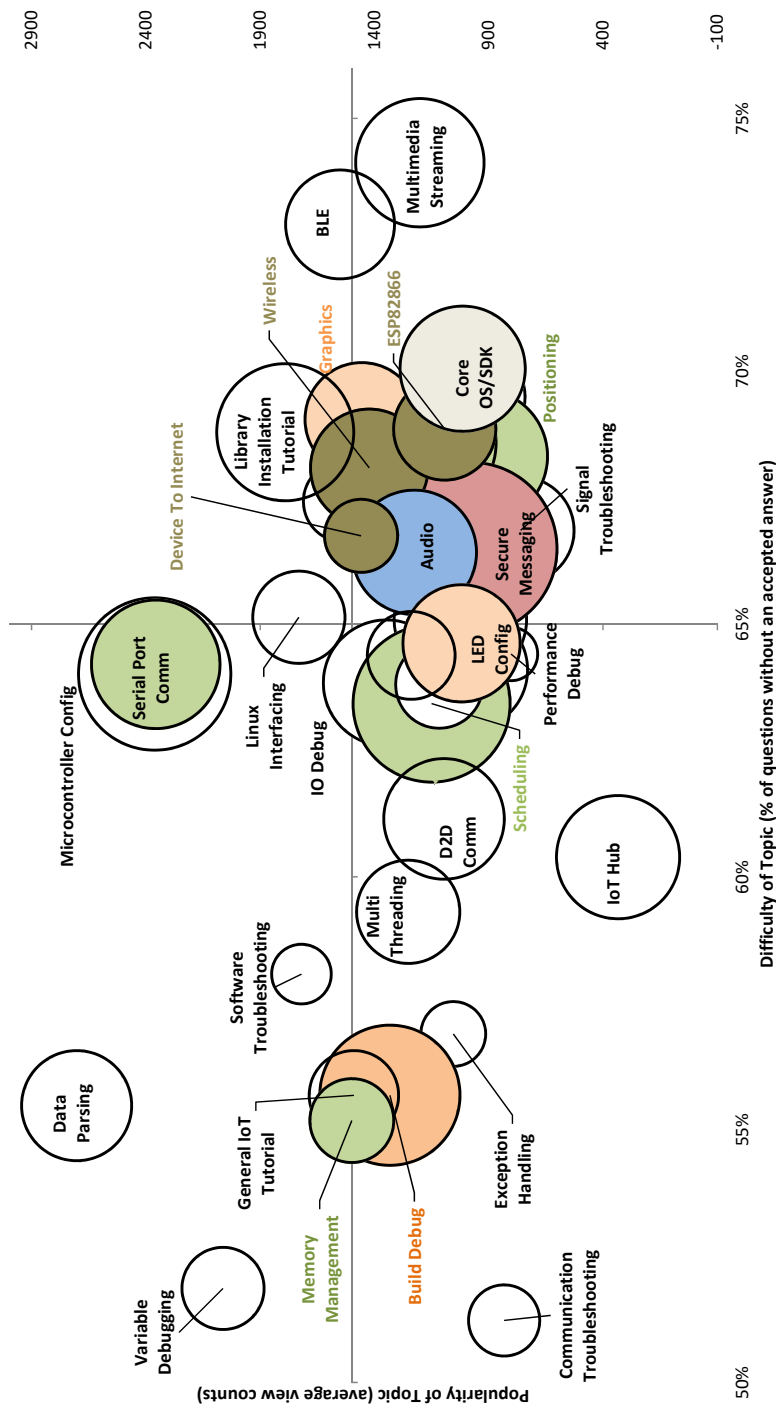 2900
2400
1900
1400
900
400
-100
50%
55%
60%
65%
70%
75%
Popularity of Topic (average view counts)
Difficulty of Topic (% of questions without an accepted answer)
Variable
Debugging
Memory
Management
Build Debug
Communication
Troubleshooting
Data
Parsing
General IoT
Tutorial
Exception
Handling
Software
Troubleshooting
Multi
Threading
D2D
Comm
IoT Hub
Microcontroller Config
Serial Port
Comm
Linux
Interfacing
IO Debug
Scheduling
LED
Config
Performance
Debug
Device To Internet
Audio
Secure
Messaging
Signal
Troubleshooting
Library
Installation
Tutorial
Wireless
Graphics
ESP82866
Core
OS/SDK
Positioning
BLE
Multimedia
Streaming